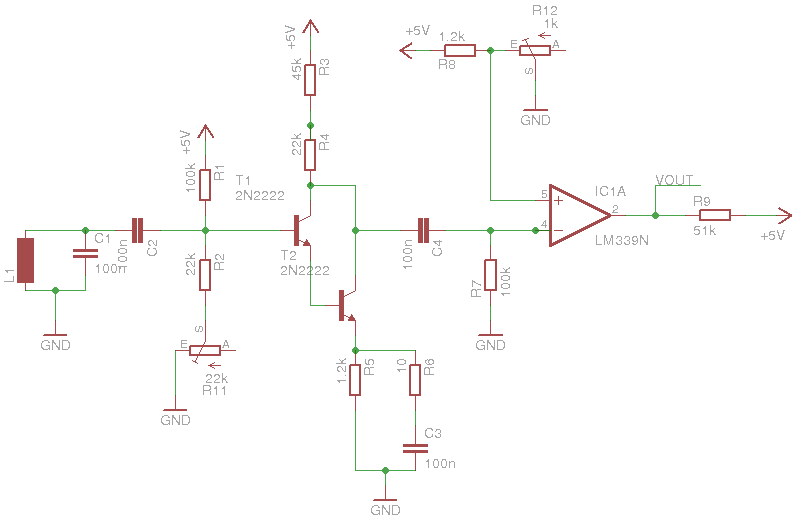 R12
1k
+5V
1.2k
E
A
R8
S
GND
+5V
45k
R3
22k
R4
+5V
100k
R1
T1
2N2222
VOUT
IC1A
5
+
2
4
-
LM339N
R9
51k
+5V
C1
100n
100n
C2
22k
R2
T2
2N2222
100n
C4
R7
100k
L1
GND
S
E
A
22k
R11
GND
GND
1.2k
R5
10
R6
C3
100n
GND